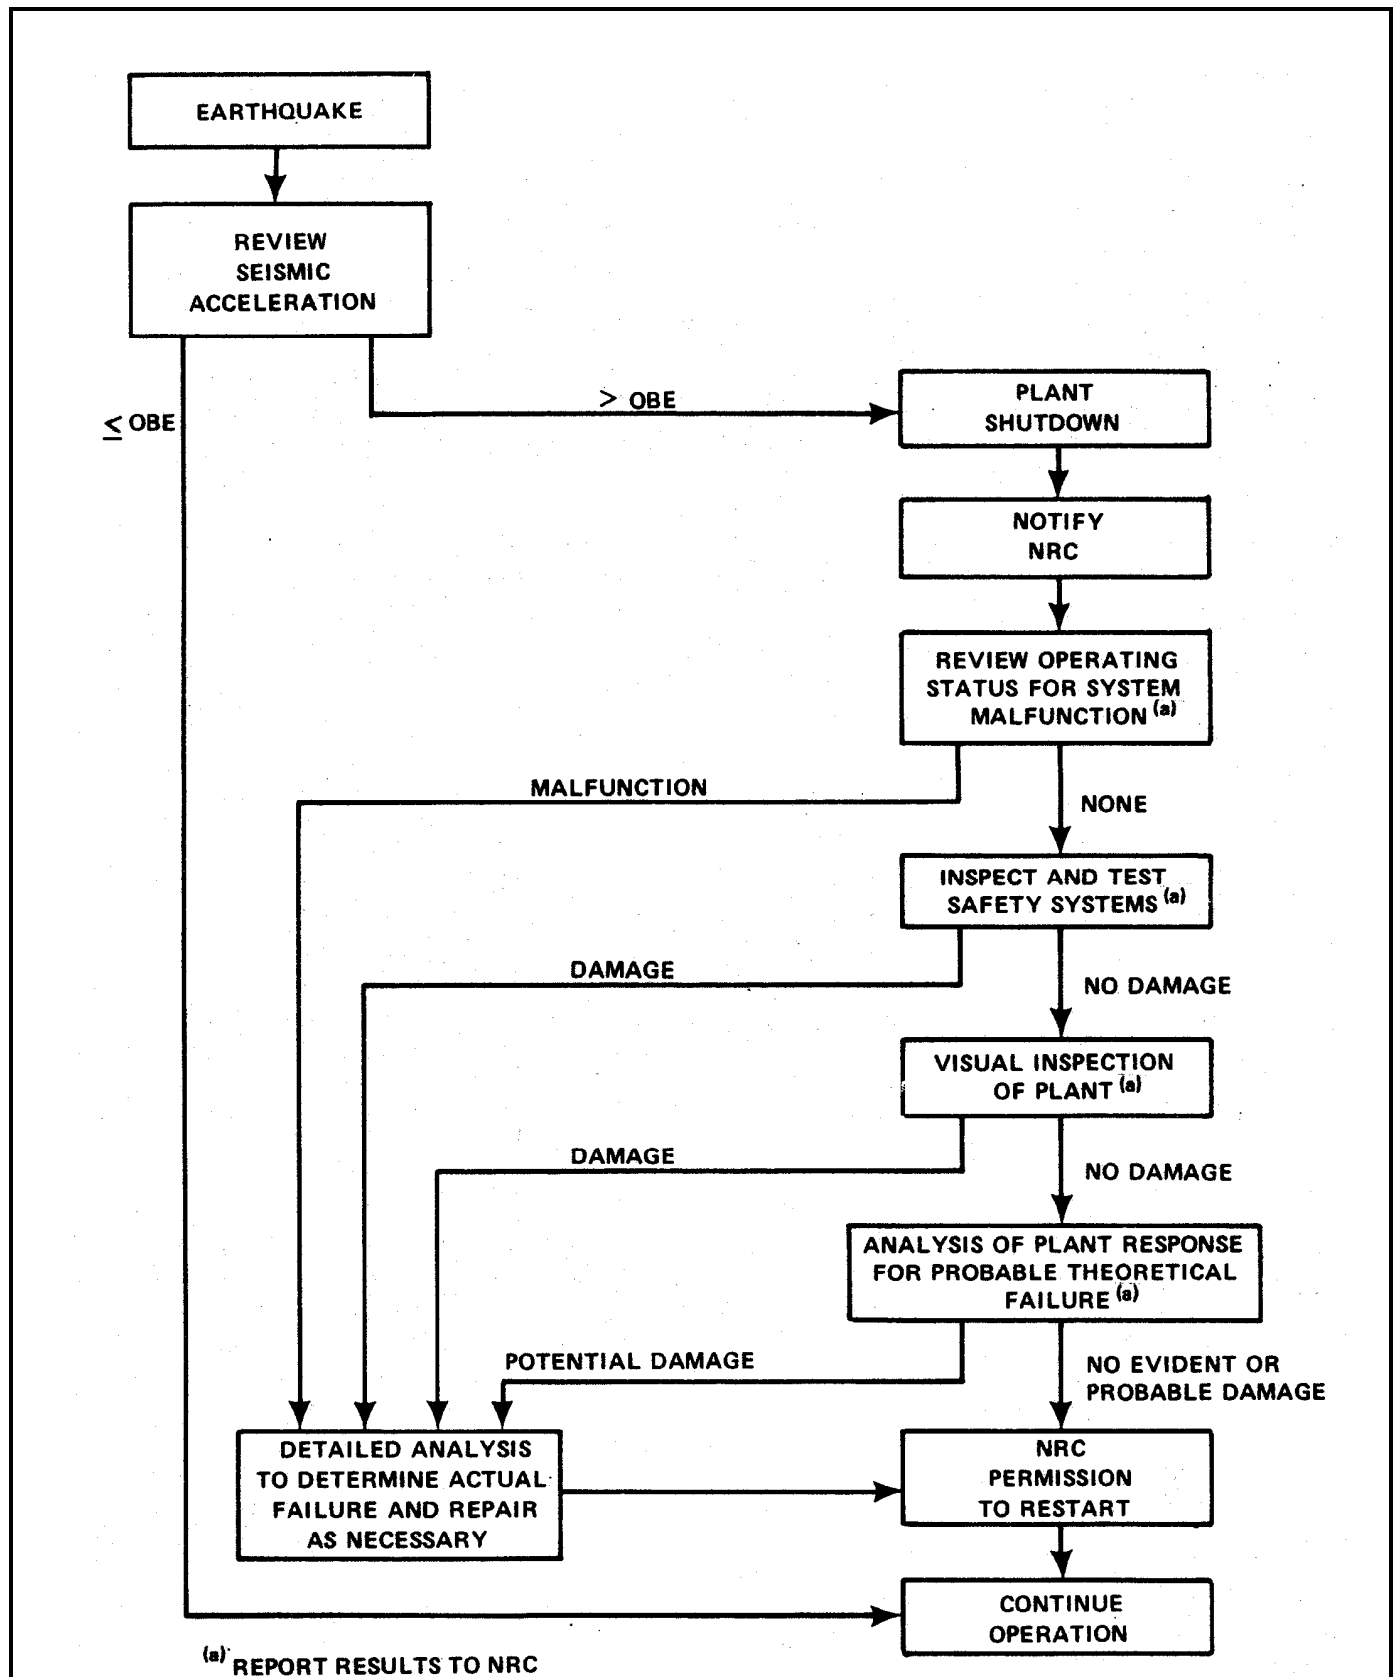 EARTHQUAKE
REVIEW
SEISMIC
ACCELERATION
≤ OBE
> OBE
PLANT
SHUTDOWN
NOTIFY
NRC
REVIEW OPERATING
STATUS FOR SYSTEM
MALFUNCTION (a)
MALFUNCTION
NONE
INSPECT AND TEST
SAFETY SYSTEMS (a)
DAMAGE
NO DAMAGE
VISUAL INSPECTION
OF PLANT (a)
DAMAGE
NO DAMAGE
ANALYSIS OF PLANT RESPONSE
FOR PROBABLE THEORETICAL
FAILURE (a)
POTENTIAL DAMAGE
NO EVIDENT OR
PROBABLE DAMAGE
DETAILED ANALYSIS
TO DETERMINE ACTUAL
FAILURE AND REPAIR
AS NECESSARY
NRC
PERMISSION
TO RESTART
CONTINUE
OPERATION
(a) REPORT RESULTS TO NRC